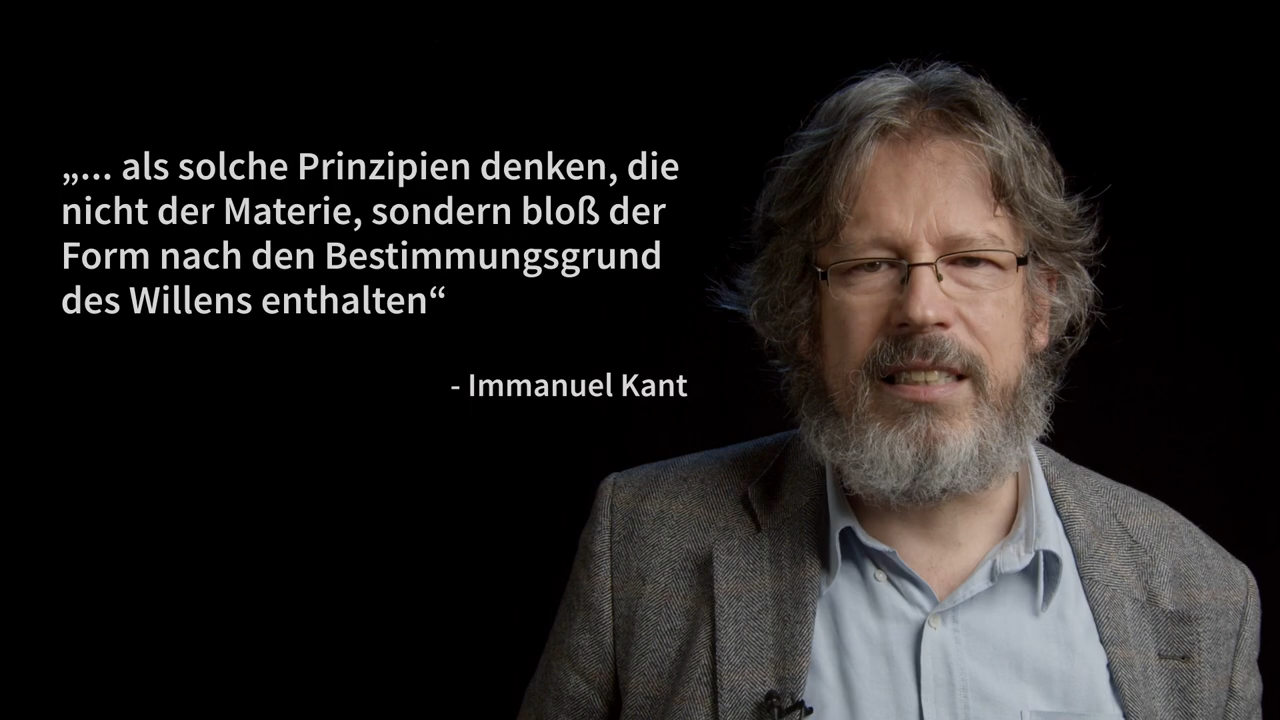 „... als solche Prinzipien denken, die
nicht der Materie, sondern bloß der
Form nach den Bestimmungsgrund
des Willens enthalten“
- Immanuel Kant